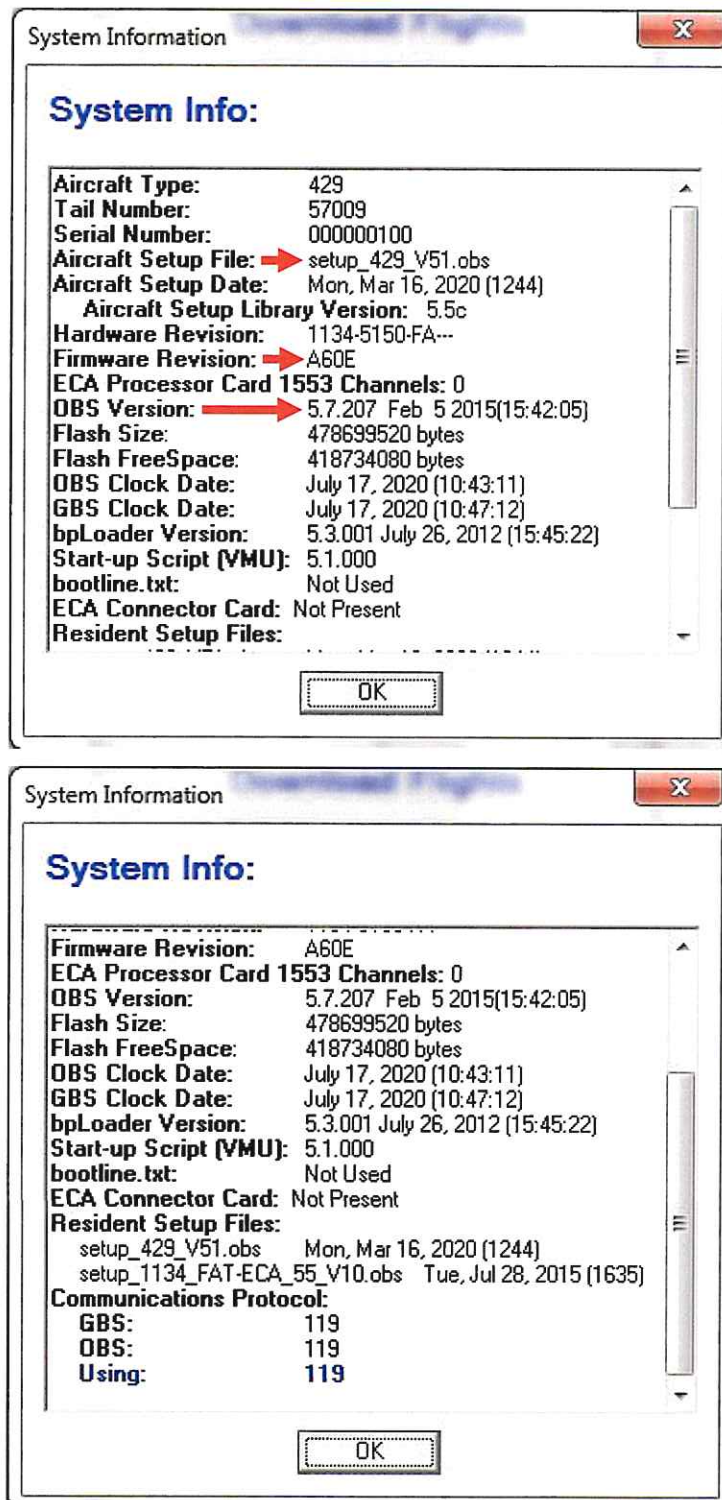 System Information
System Info:
Aircraft Type: 429
Tail Number: 57009
Serial Number: 000000100
Aircraft Setup File: setup_429_V51.obs
Aircraft Setup Date: Mon, Mar 16, 2020 (1244)
Aircraft Setup Library Version: 5.5c
Hardware Revision: 1134-5150-FA---
Firmware Revision: A60E
ECA Processor Card 1553 Channels: 0
OBS Version: 5.7.207 Feb 5 2015(15:42:05)
Flash Size: 478699520 bytes
Flash FreeSpace: 418734080 bytes
OBS Clock Date: July 17, 2020 (10:43:11)
GBS Clock Date: July 17, 2020 (10:47:12)
bpLoader Version: 5.3.001 July 26, 2012 (15:45:22)
Start-up Script (VMU): 5.1.000
bootline.txt: Not Used
ECA Connector Card: Not Present
Resident Setup Files:
OK
System Information
System Info:
Firmware Revision: A60E
ECA Processor Card 1553 Channels: 0
OBS Version: 5.7.207 Feb 5 2015(15:42:05)
Flash Size: 478699520 bytes
Flash FreeSpace: 418734080 bytes
OBS Clock Date: July 17, 2020 (10:43:11)
GBS Clock Date: July 17, 2020 (10:47:12)
bpLoader Version: 5.3.001 July 26, 2012 (15:45:22)
Start-up Script (VMU): 5.1.000
bootline.txt: Not Used
ECA Connector Card: Not Present
Resident Setup Files:
setup_429_V51.obs Mon, Mar 16, 2020 (1244)
setup_1134_FAT-ECA_55_V10.obs Tue, Jul 28, 2015 (1635)
Communications Protocol:
GBS: 119
OBS: 119
Using: 119
OK